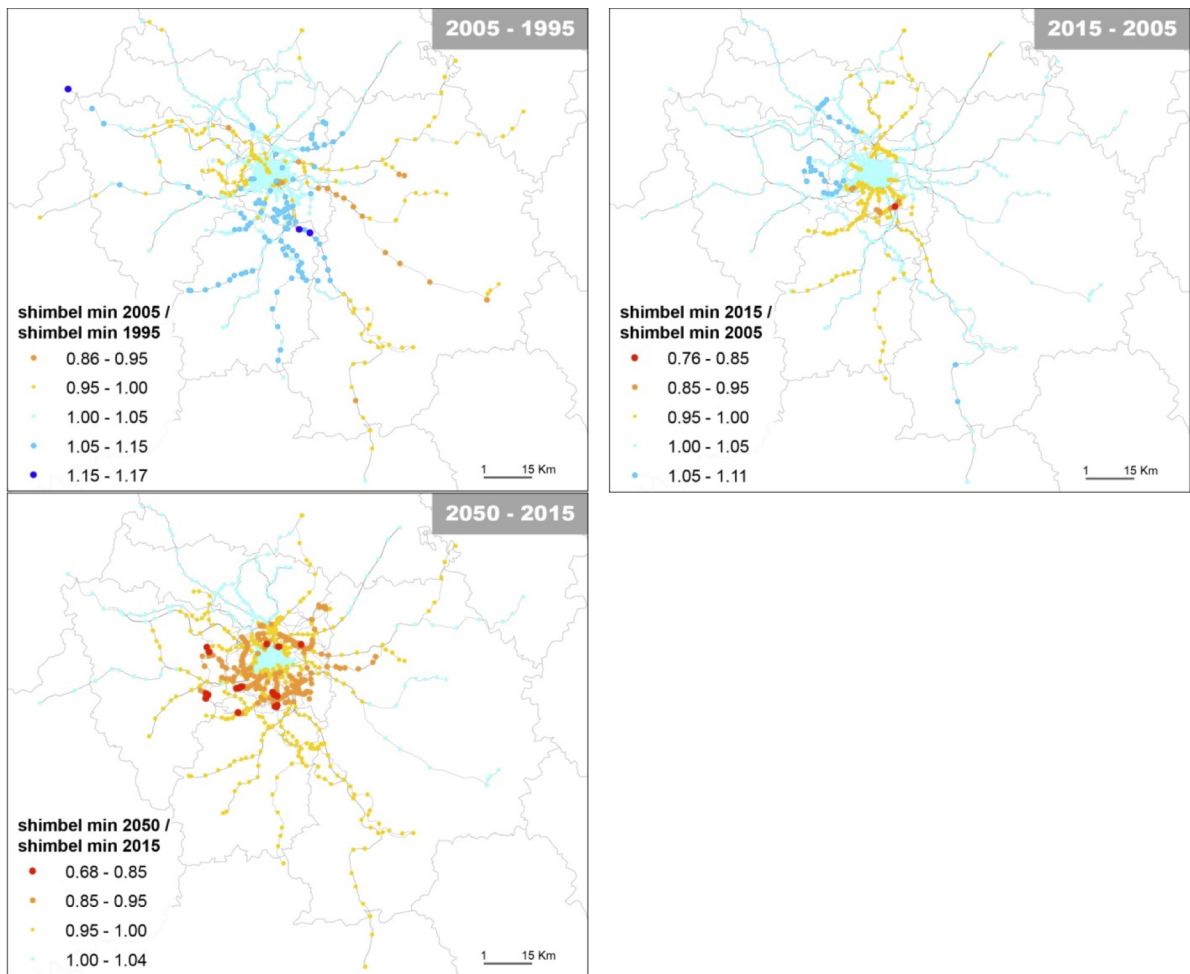 2005 - 1995
shimbel min 2005 /
shimbel min 1995
0.86 - 0.95
0.95 - 1.00
1.00 - 1.05
1.05 - 1.15
1.15 - 1.17
1 15 Km
2015 - 2005
shimbel min 2015 /
shimbel min 2005
0.76 - 0.85
0.85 - 0.95
0.95 - 1.00
1.00 - 1.05
1.05 - 1.11
1 15 Km
2050 - 2015
shimbel min 2050 /
shimbel min 2015
0.68 - 0.85
0.85 - 0.95
0.95 - 1.00
1.00 - 1.04
1 15 Km